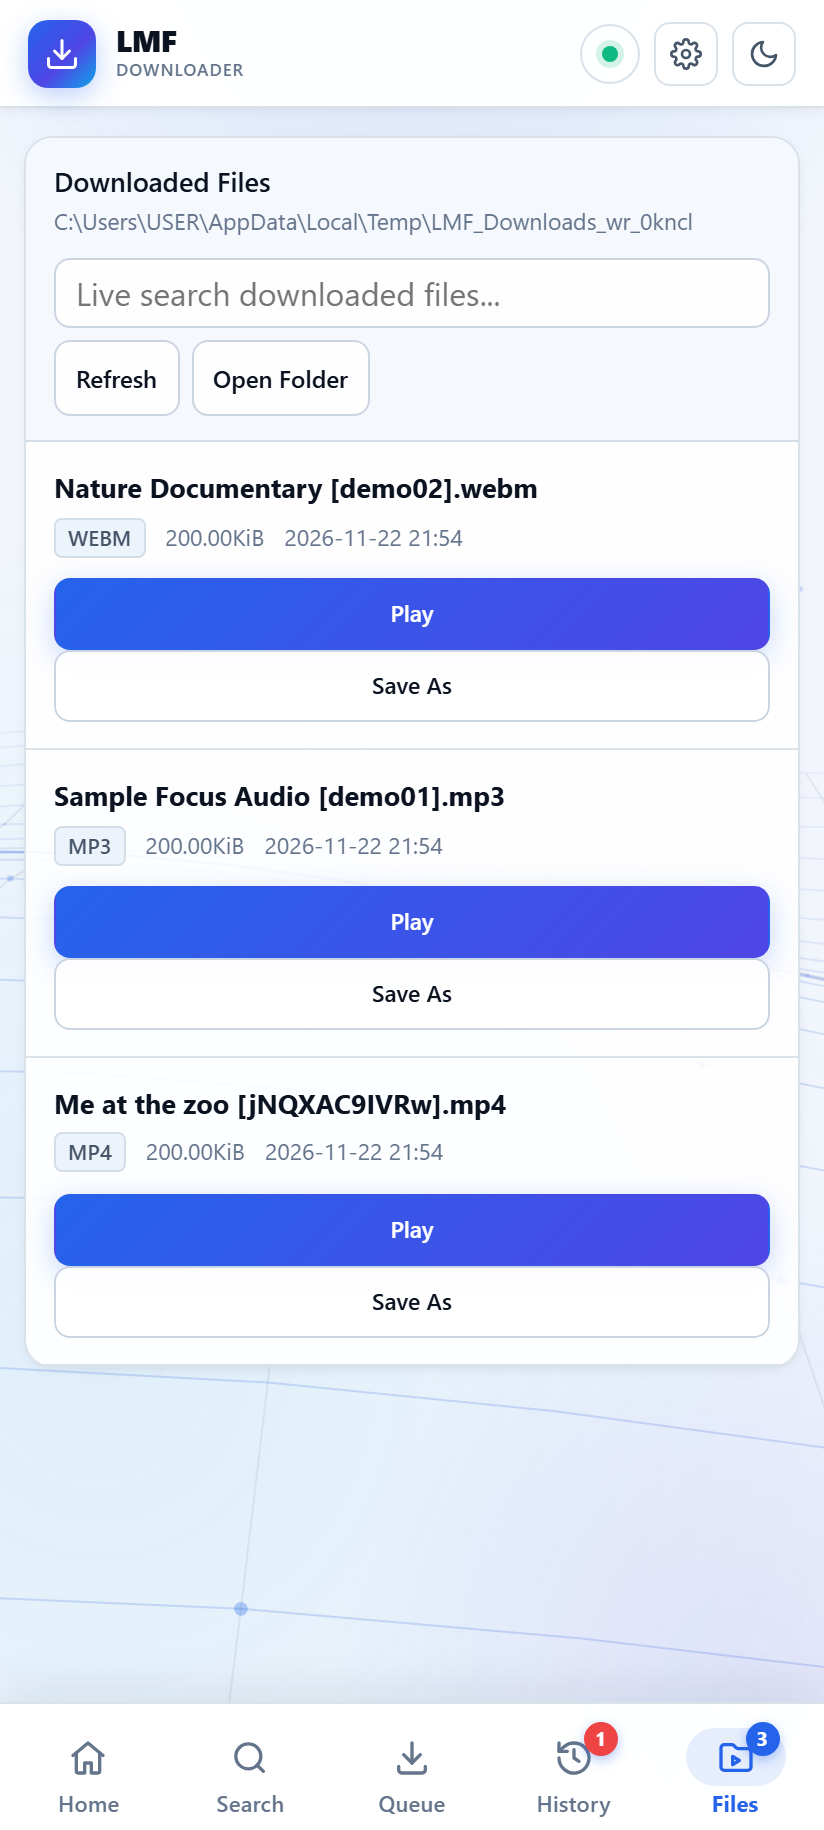 LMF
DOWNLOADER
Downloaded Files
C:\Users\USER\AppData\Local\Temp\LMF_Downloads_wr_0kncl
Live search downloaded files...
Refresh
Open Folder
Nature Documentary [demo02].webm
WEBM 200.00KiB 2026-11-22 21:54
Play
Save As
Sample Focus Audio [demo01].mp3
MP3 200.00KiB 2026-11-22 21:54
Play
Save As
Me at the zoo [jNQXAC9IVRw].mp4
MP4 200.00KiB 2026-11-22 21:54
Play
Save As
1
3
Home
Search
Queue
History
Files